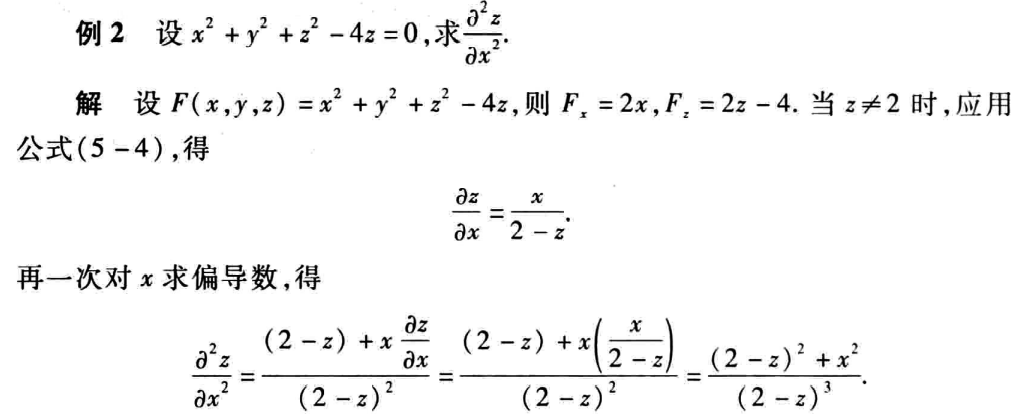 例 2 设 x² + y² + z² - 4z = 0,求∂²z/∂x².
解 设 F(x,y,z) = x² + y² + z² - 4z,则 Fₓ = 2x, F_z = 2z - 4. 当 z ≠ 2 时,应用
公式(5-4),得
∂z/∂x = x/(2 - z).
再一次对 x 求偏导数,得
∂²z/∂x² = ((2 - z) + x ∂z/∂x)/(2 - z)² = ((2 - z) + x(x/(2 - z)))/(2 - z)² = ((2 - z)² + x²)/(2 - z)³.